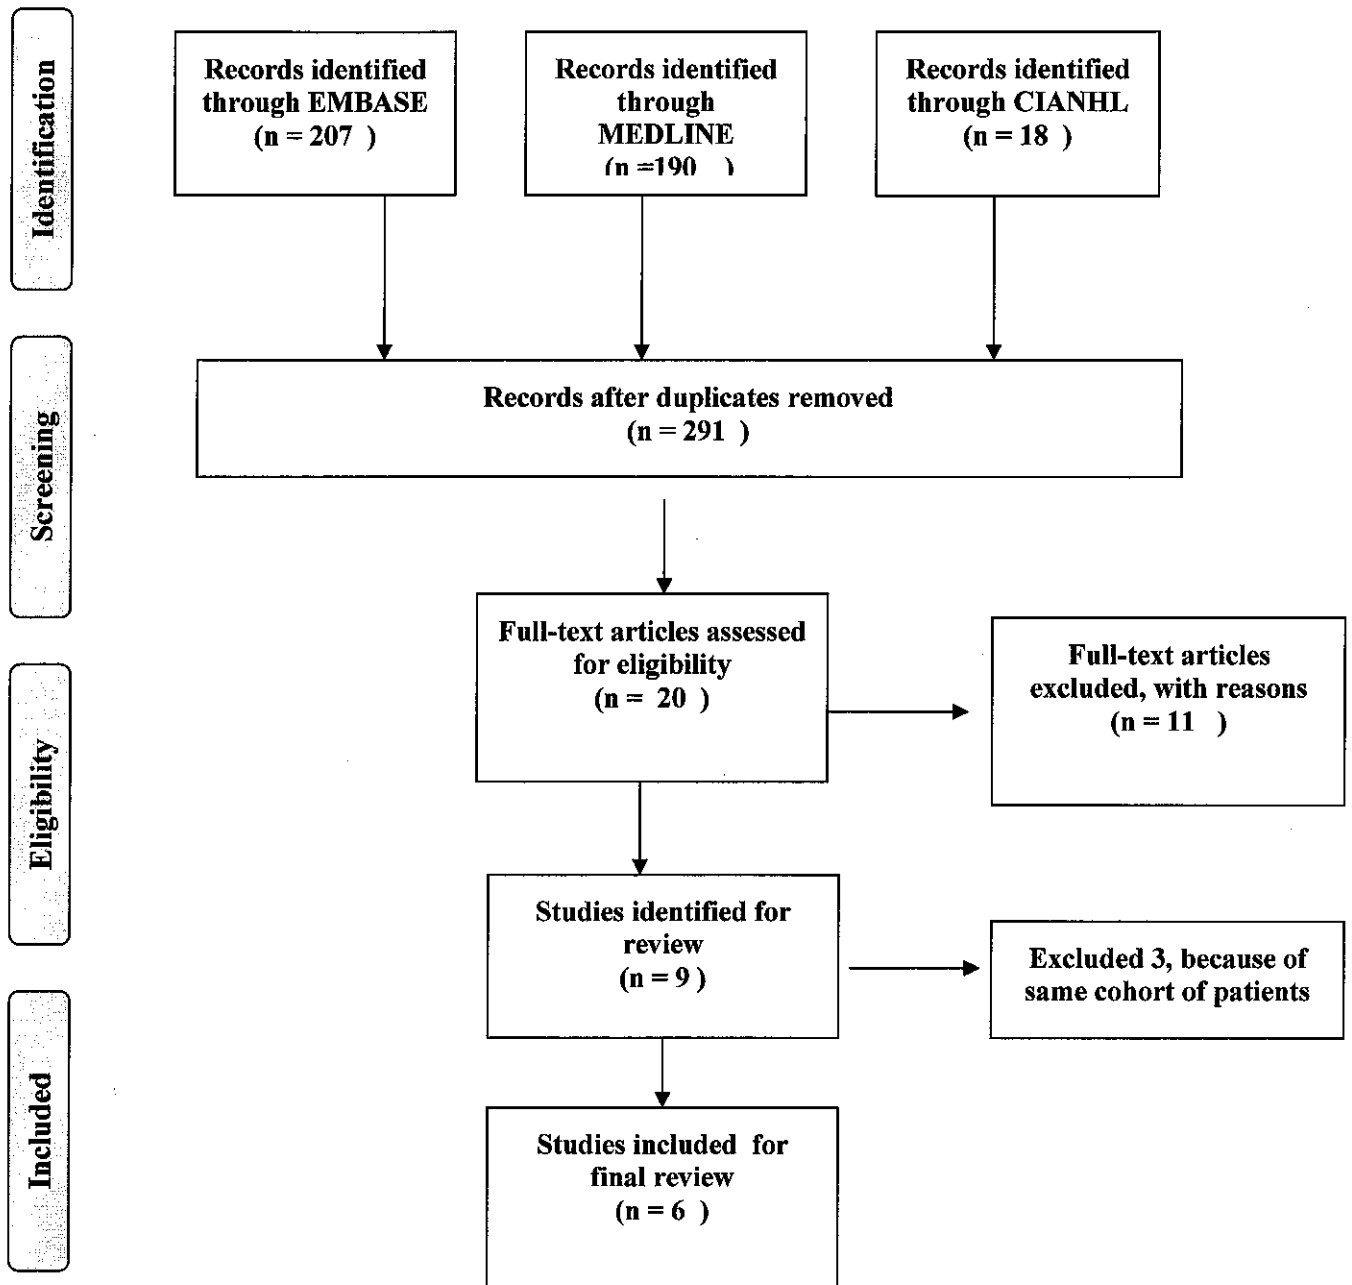 Identification
Records identified
through EMBASE
(n = 207 )
Records identified
through
MEDLINE
(n =190 )
Records identified
through CIANHL
(n = 18 )
Screening
Records after duplicates removed
(n = 291 )
Full-text articles assessed
for eligibility
(n = 20 )
Full-text articles
excluded, with reasons
(n = 11 )
Eligibility
Studies identified for
review
(n = 9 )
Excluded 3, because of
same cohort of patients
Included
Studies included for
final review
(n = 6 )